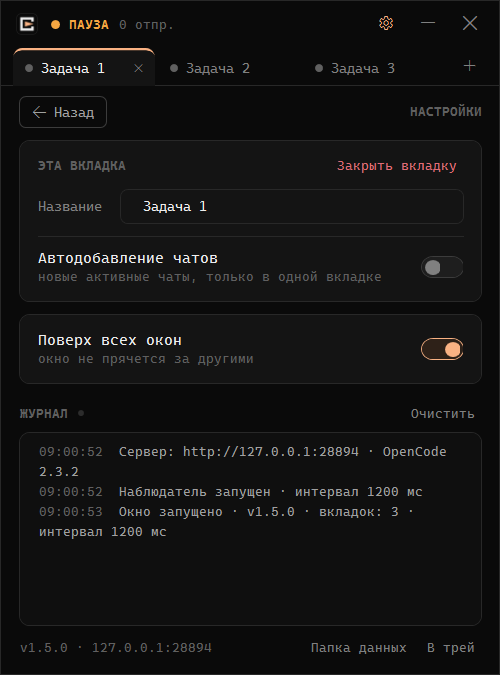 ПАУЗА 0 отпр.
Задача 1 × Задача 2 Задача 3 +
← Назад НАСТРОЙКИ
ЭТА ВКЛАДКА Закрыть вкладку
Название Задача 1
Автодобавление чатов
новые активные чаты, только в одной вкладке
Поверх всех окон
окно не прячется за другими
ЖУРНАЛ Очистить
09:00:52 Сервер: http://127.0.0.1:28894 · OpenCode
2.3.2
09:00:52 Наблюдатель запущен · интервал 1200 мс
09:00:53 Окно запущено · v1.5.0 · вкладок: 3 ·
интервал 1200 мс
v1.5.0 · 127.0.0.1:28894 Папка данных В трей